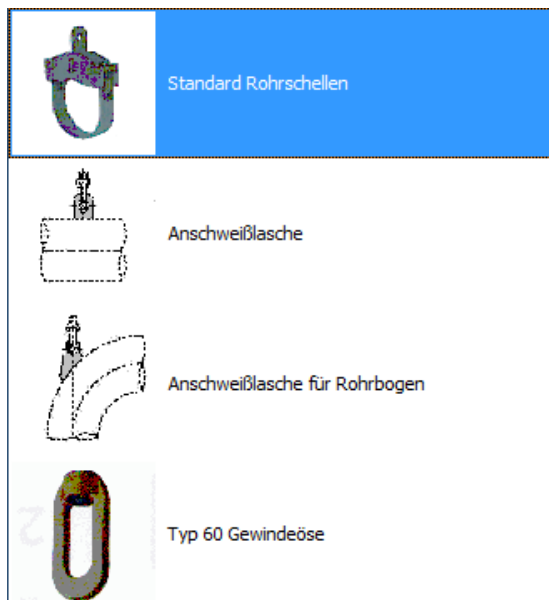 Standard Rohrschellen
Anschweißlasche
Anschweißlasche für Rohrbogen
Typ 60 Gewindeöse